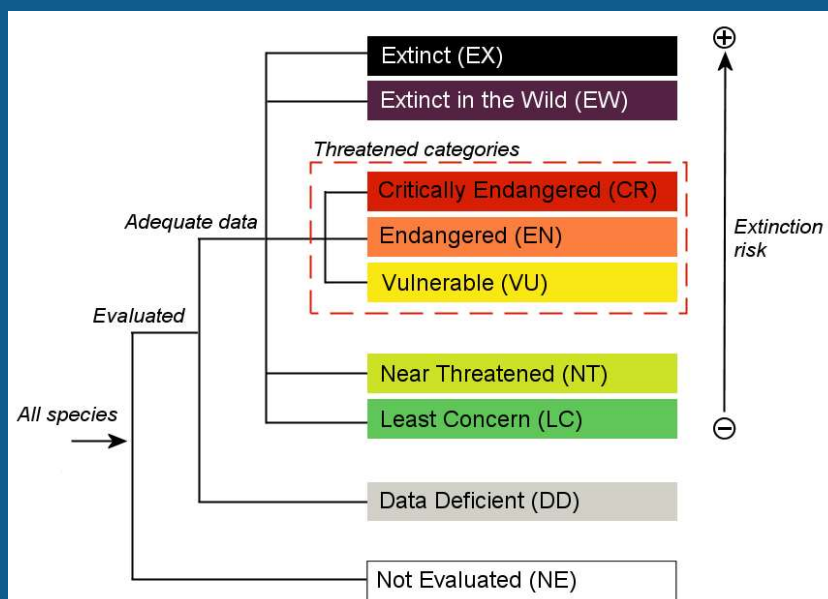 Extinct (EX)
Extinct in the Wild (EW)
Threatened categories
Critically Endangered (CR)
Adequate data
Endangered (EN)
Extinction
risk
Vulnerable (VU)
Evaluated
Near Threatened (NT)
All species
Least Concern (LC)
Data Deficient (DD)
Not Evaluated (NE)